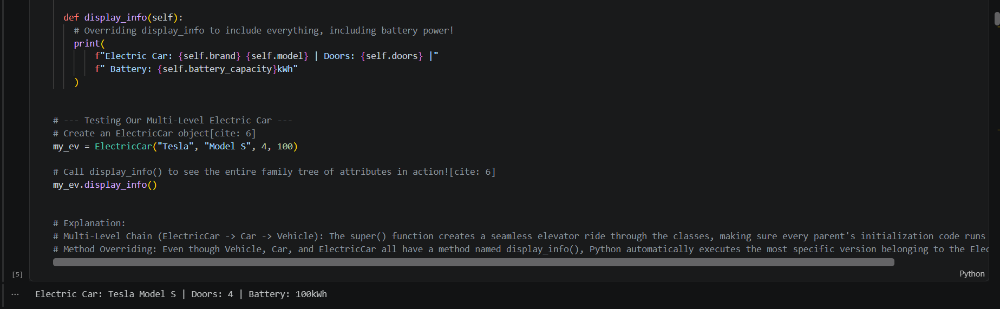 def display_info(self):
# Overriding display_info to include everything, including battery power!
print(
f"Electric Car: {self.brand} {self.model} | Doors: {self.doors} |"
f" Battery: {self.battery_capacity}kWh"
)
# --- Testing Our Multi-Level Electric Car ---
# Create an ElectricCar object[cite: 6]
my_ev = ElectricCar("Tesla", "Model S", 4, 100)
# Call display_info() to see the entire family tree of attributes in action![cite: 6]
my_ev.display_info()
# Explanation:
# Multi-Level Chain (ElectricCar -> Car -> Vehicle): The super() function creates a seamless elevator ride through the classes, making sure every parent's initialization code runs
# Method Overriding: Even though Vehicle, Car, and ElectricCar all have a method named display_info(), Python automatically executes the most specific version belonging to the Elec
[5]
Python
... Electric Car: Tesla Model S | Doors: 4 | Battery: 100kWh